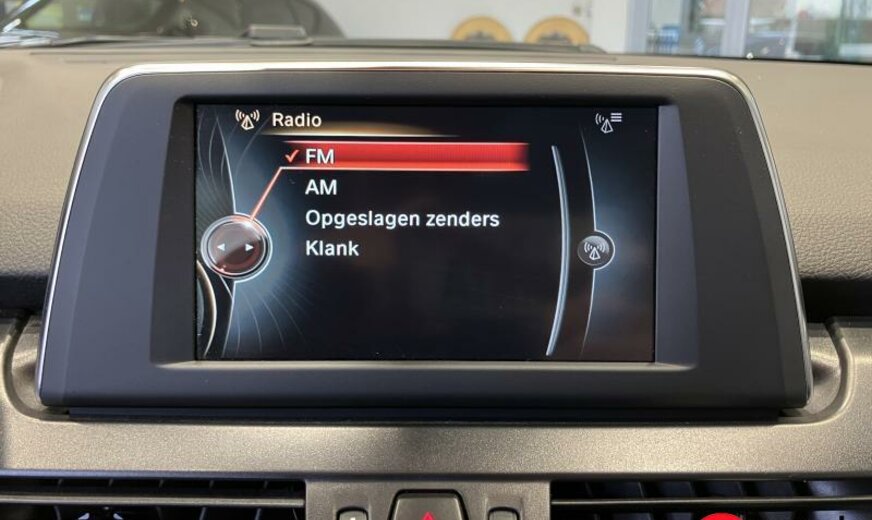 Radio
FM
AM
Opgeslagen zenders
Klank